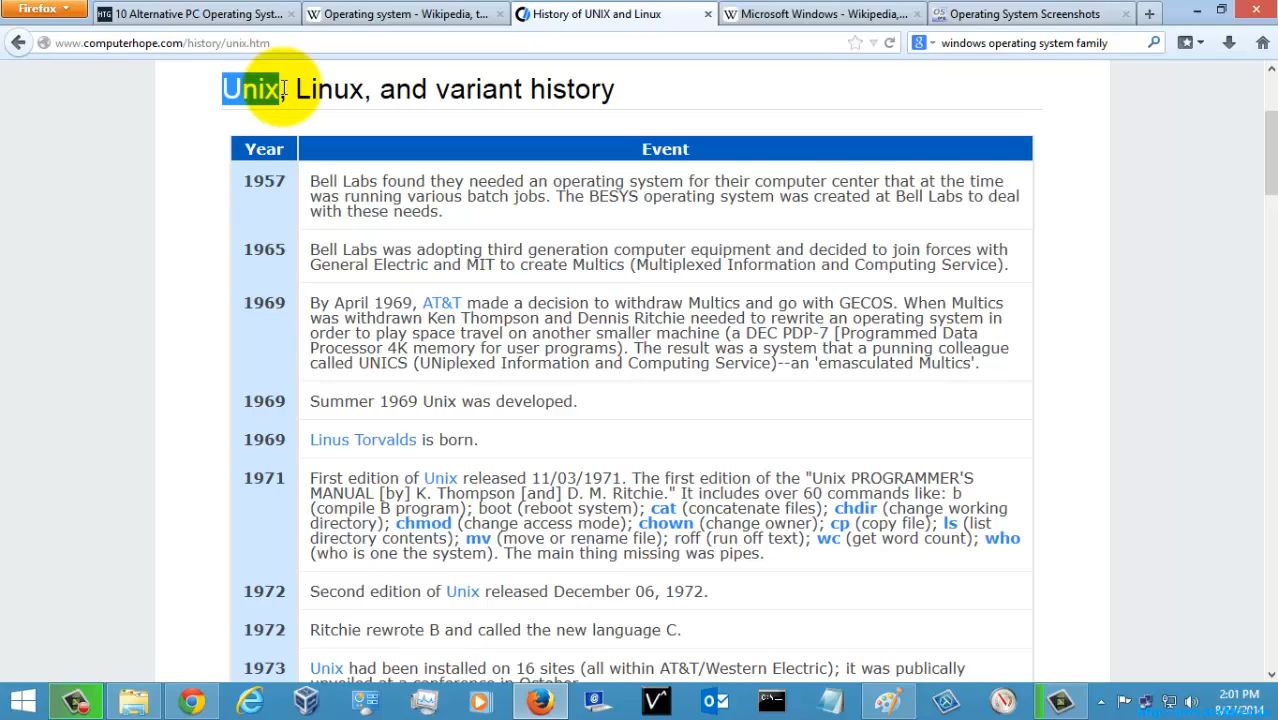 Firefox
10 Alternative PC Operating Syst...
Operating system - Wikipedia, t...
History of UNIX and Linux
Microsoft Windows - Wikipedia,...
Operating System Screenshots
www.computerhope.com/history/unix.htm
windows operating system family
Unix, Linux, and variant history
Year Event
1957 Bell Labs found they needed an operating system for their computer center that at the time
was running various batch jobs. The BESYS operating system was created at Bell Labs to deal
with these needs.
1965 Bell Labs was adopting third generation computer equipment and decided to join forces with
General Electric and MIT to create Multics (Multiplexed Information and Computing Service).
1969 By April 1969, AT&T made a decision to withdraw Multics and go with GECOS. When Multics
was withdrawn Ken Thompson and Dennis Ritchie needed to rewrite an operating system in
order to play space travel on another smaller machine (a DEC PDP-7 [Programmed Data
Processor 4K memory for user programs). The result was a system that a punning colleague
called UNICS (UNiplexed Information and Computing Service)--an 'emasculated Multics'.
1969 Summer 1969 Unix was developed.
1969 Linus Torvalds is born.
1971 First edition of Unix released 11/03/1971. The first edition of the "Unix PROGRAMMER'S
MANUAL [by] K. Thompson [and] D. M. Ritchie." It includes over 60 commands like: b
(compile B program); boot (reboot system); cat (concatenate files); chdir (change working
directory); chmod (change access mode); chown (change owner); cp (copy file); ls (list
directory contents); mv (move or rename file); roff (run off text); wc (get word count); who
(who is one the system). The main thing missing was pipes.
1972 Second edition of Unix released December 06, 1972.
1972 Ritchie rewrote B and called the new language C.
1973 Unix had been installed on 16 sites (all within AT&T/Western Electric); it was publically
unveiled at a conference in October.
2:01 PM
8/27/2014